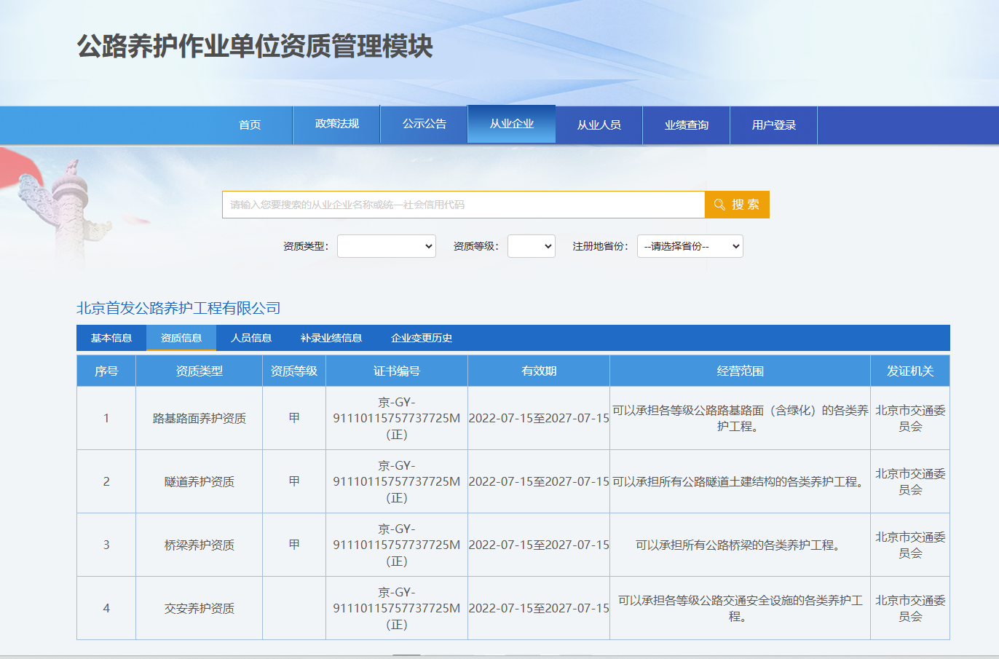 公路养护作业单位资质管理模块
首页 政策法规 公示公告 从业企业 从业人员 业绩查询 用户登录
请输入您要搜索的从业企业名称或统一社会信用代码 搜 索
资质类型: 资质等级: 注册地省份: --请选择省份--
北京首发公路养护工程有限公司
基本信息 资质信息 人员信息 补录业绩信息 企业变更历史
序号 资质类型 资质等级 证书编号 有效期 经营范围 发证机关
1 路基路面养护资质 甲 京-GY-91110115757737725M(正) 2022-07-15至2027-07-15 可以承担各等级公路路基路面（含绿化）的各类养护工程。 北京市交通委员会
2 隧道养护资质 甲 京-GY-91110115757737725M(正) 2022-07-15至2027-07-15 可以承担所有公路隧道土建结构的各类养护工程。 北京市交通委员会
3 桥梁养护资质 甲 京-GY-91110115757737725M(正) 2022-07-15至2027-07-15 可以承担所有公路桥梁的各类养护工程。 北京市交通委员会
4 交安养护资质 京-GY-91110115757737725M(正) 2022-07-15至2027-07-15 可以承担各等级公路交通安全设施的各类养护工程。 北京市交通委员会